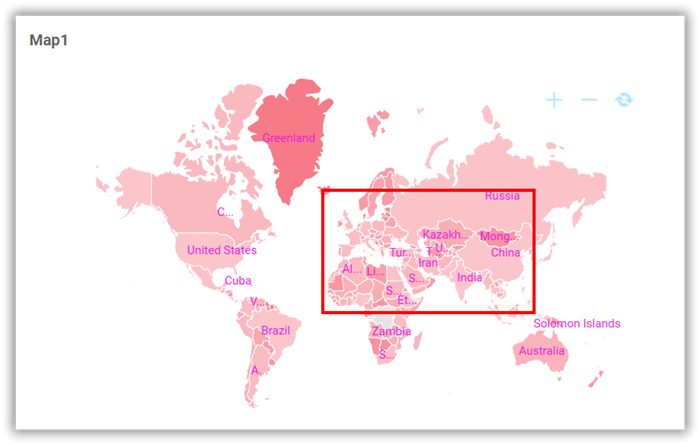 Map1
Greenland
Russia
C...
Kazakh...
Mong...
United States
Tur...
T...
U...
China
Iran
Al...
Li...
S...
India
Cuba
S...
Et...
V...
Solomon Islands
Brazil
Zambia
Australia
S...
A...